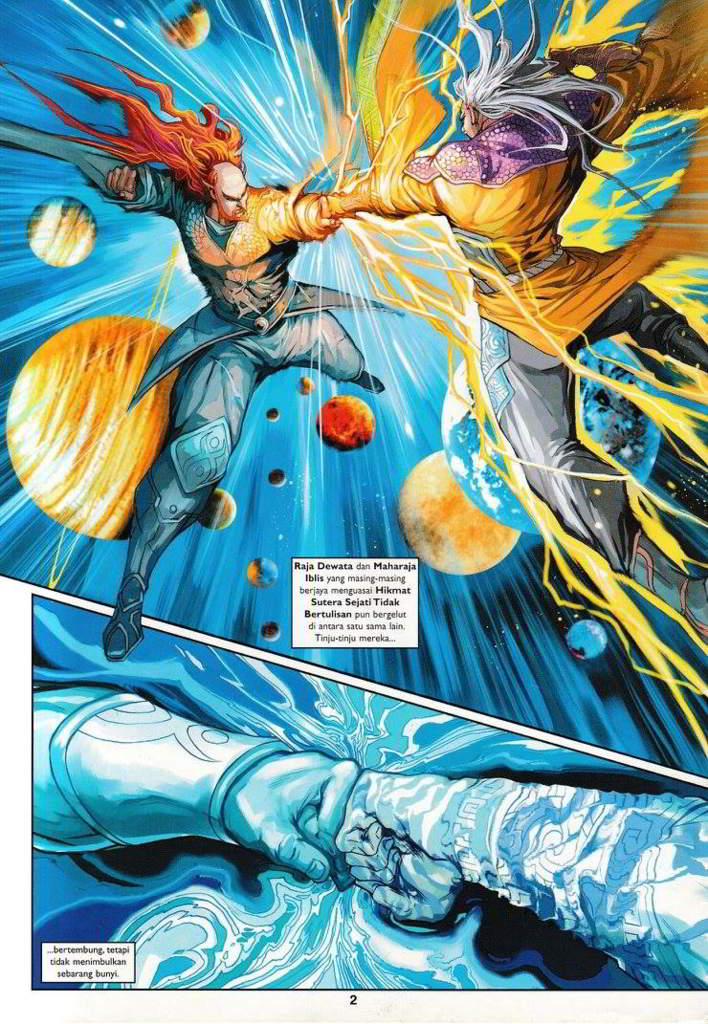 Raja Dewata dan Maharaja
Iblis yang masing-masing
berjaya menguasai Hikmat
Sutera Sejati Tidak
Bertulisan pun bergelut
di antara satu sama lain.
Tinju-tinju mereka...
...bertembung, tetapi
tidak menimbulkan
sebarang bunyi.
2